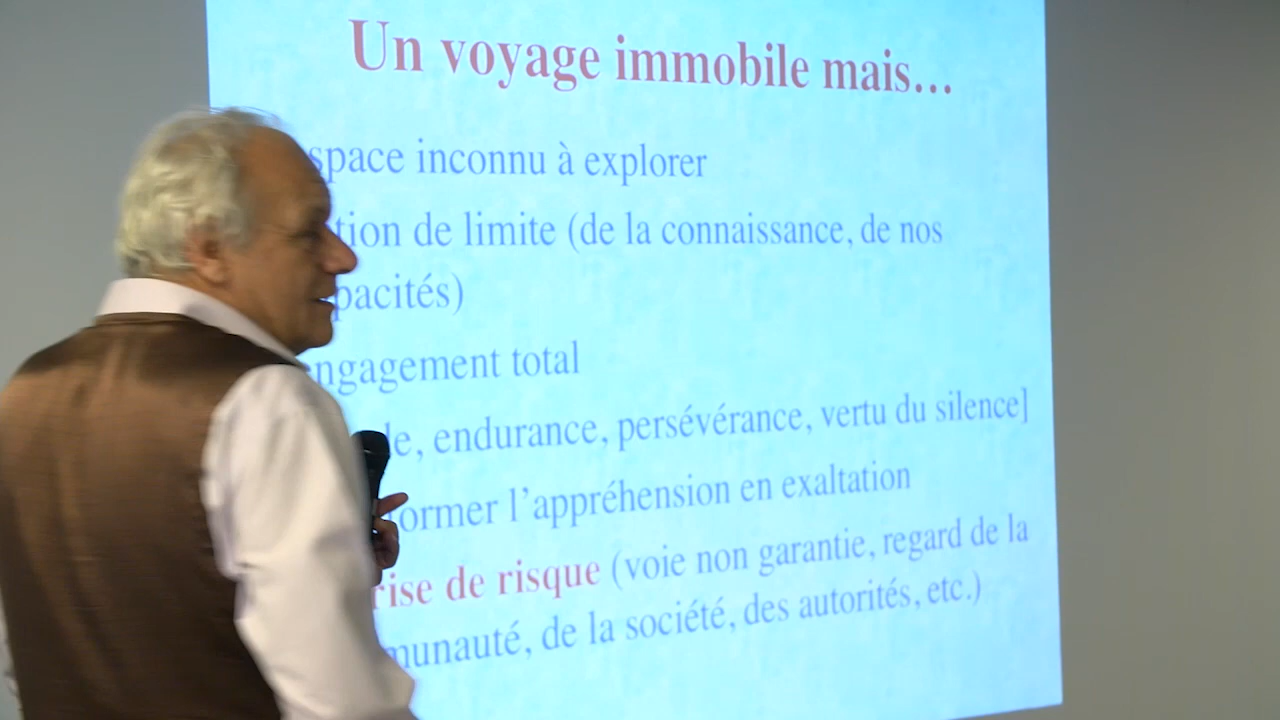 Un voyage immobile mais…
space inconnu à explorer
tion de limite (de la connaissance, de nos
pacités)
ngagement total
le, endurance, persévérance, vertu du silence]
ormer l’appréhension en exaltation
rise de risque (voie non garantie, regard de la
munauté, de la société, des autorités, etc.)